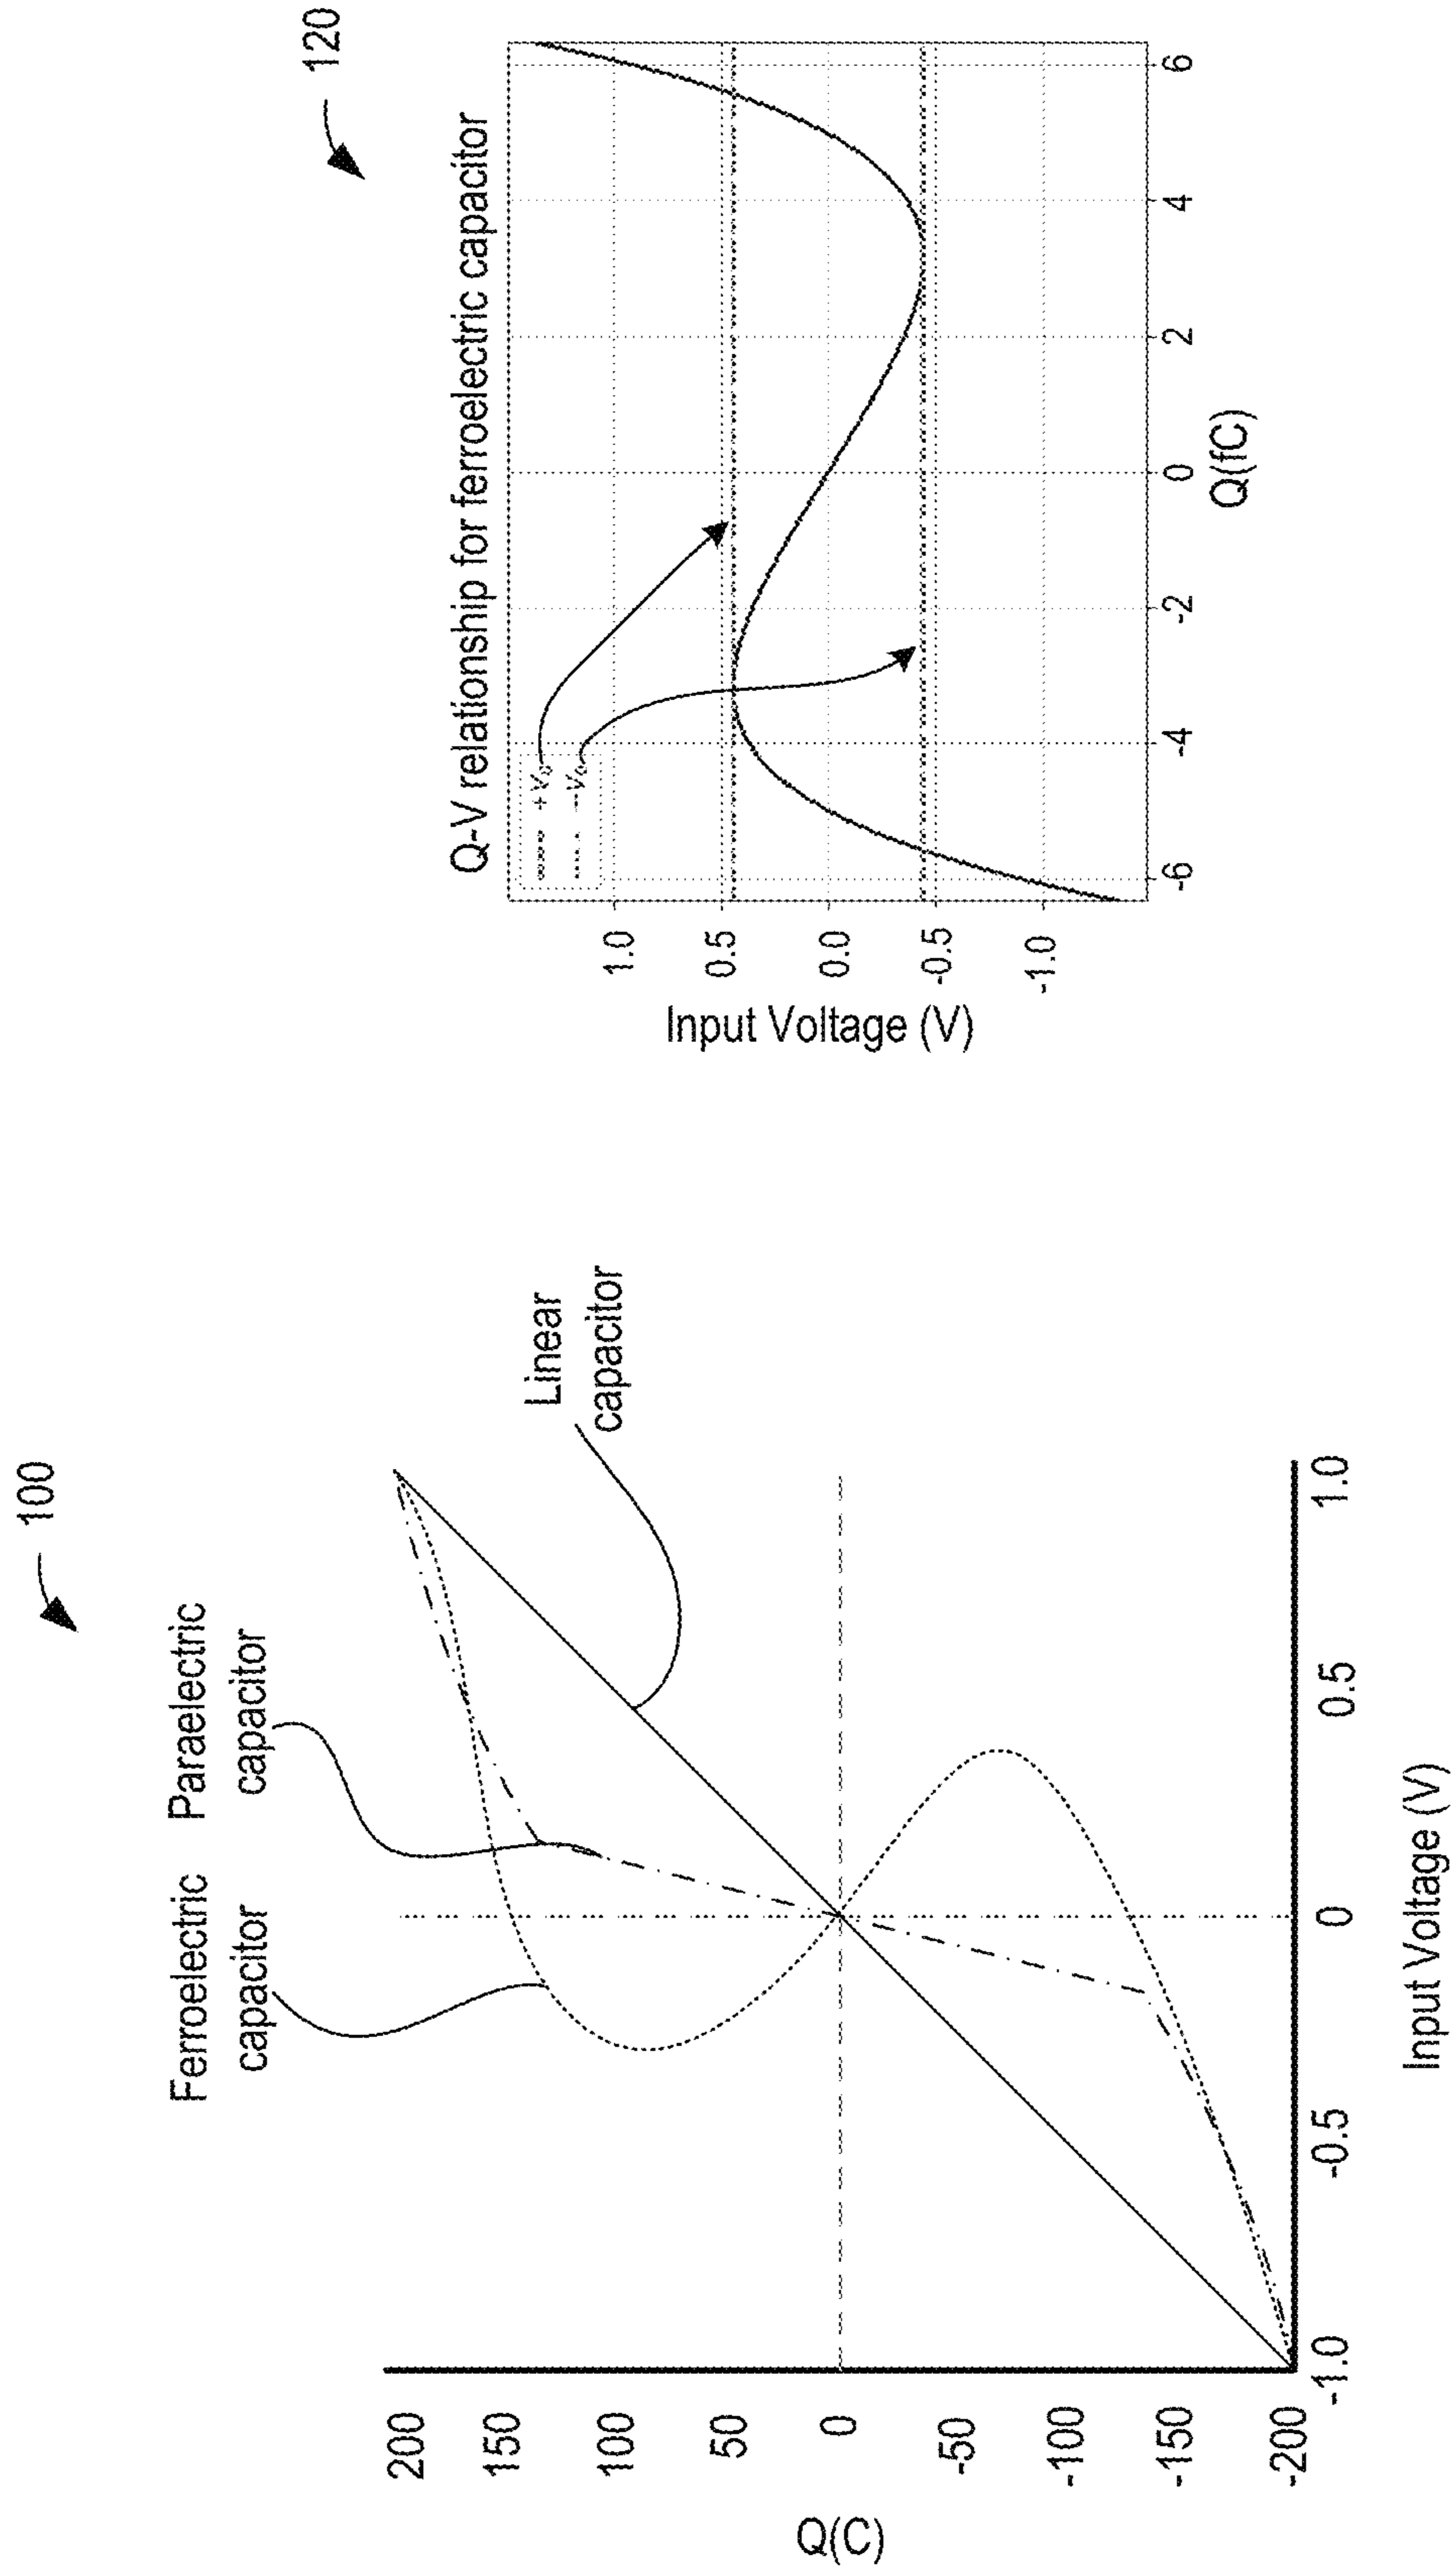 100
Ferroelectric
capacitor
Paraelectric
capacitor
Linear
capacitor
Q(C)
200
150
100
50
0
-50
-100
-150
-200
-1.0
-0.5
0
0.5
1.0
Input Voltage (V)
120
Q-V relationship for ferroelectric capacitor
+V₀
-V₀
Input Voltage (V)
1.0
0.5
0.0
-0.5
-1.0
-6
-4
-2
0
2
4
6
Q(fC)